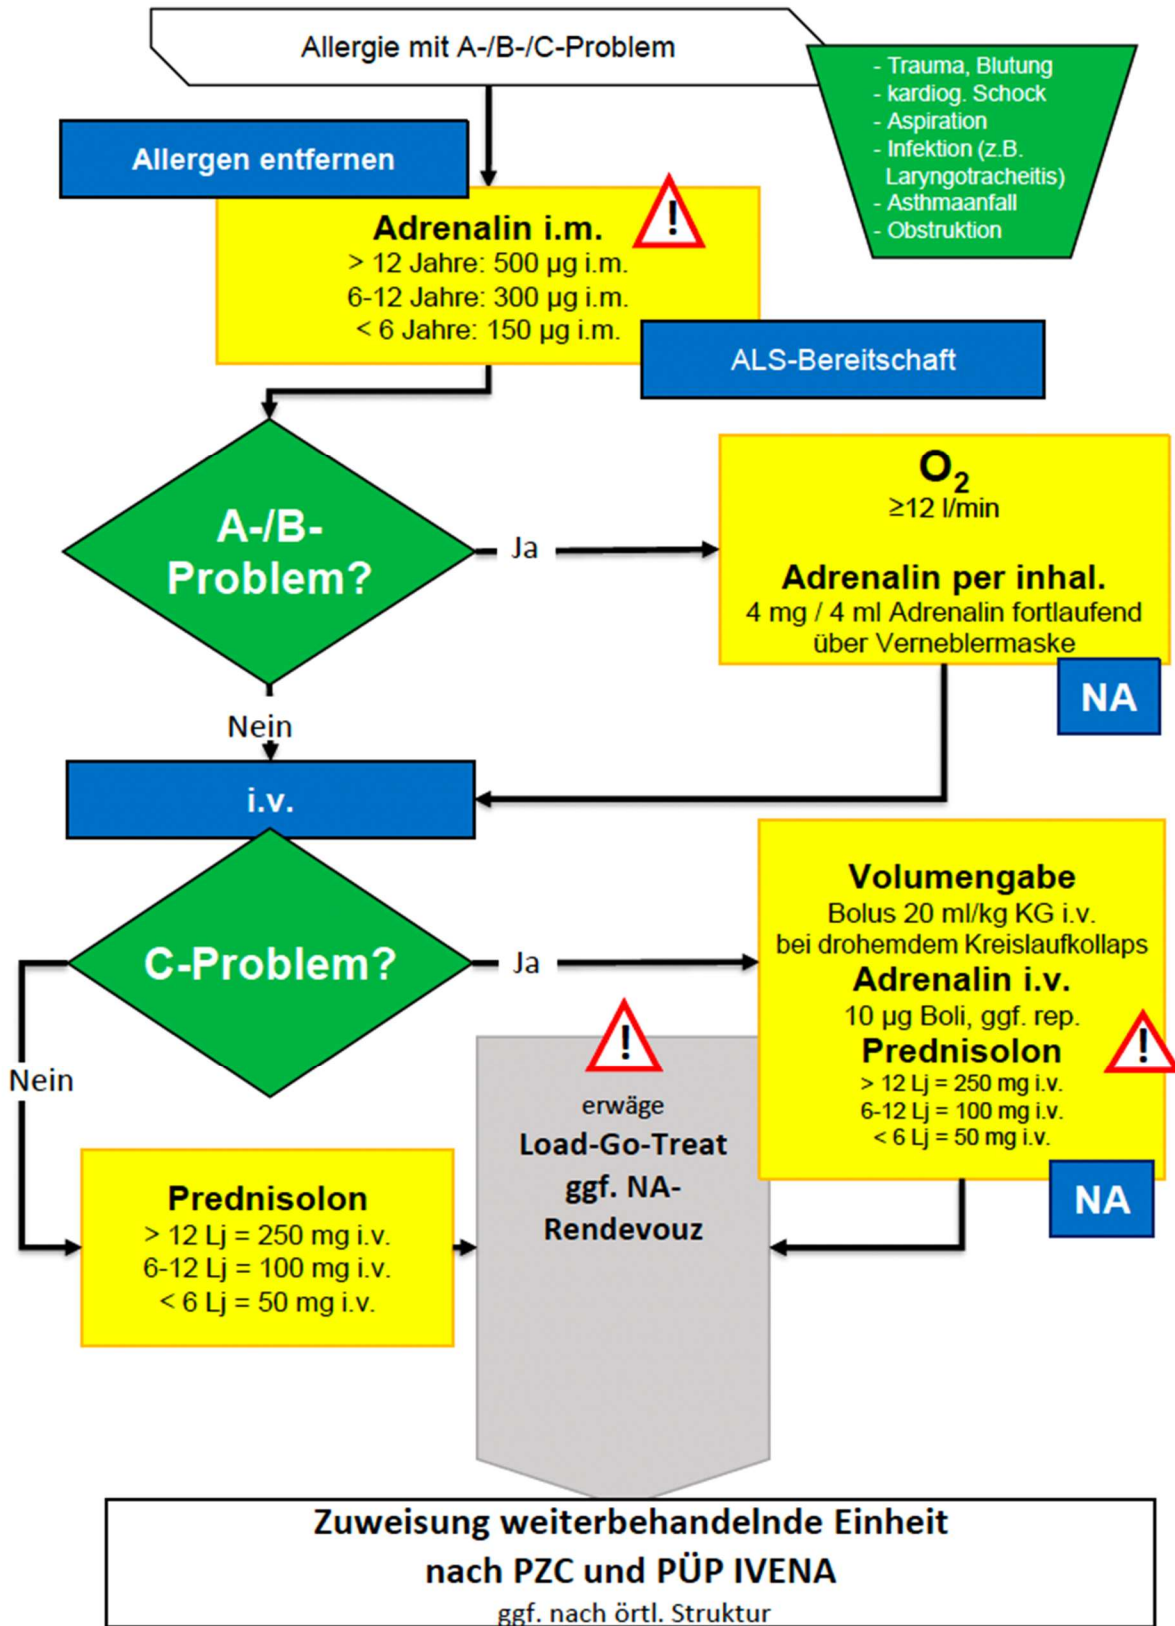 Allergie mit A-/B-/C-Problem
- Trauma, Blutung
- kardiog. Schock
- Aspiration
- Infektion (z.B.
Laryngotracheitis)
- Asthmaanfall
- Obstruktion
Allergen entfernen
!
Adrenalin i.m.
> 12 Jahre: 500 µg i.m.
6-12 Jahre: 300 µg i.m.
< 6 Jahre: 150 µg i.m.
ALS-Bereitschaft
A-/B-
Problem?
Ja
O₂
≥12 l/min
Adrenalin per inhal.
4 mg / 4 ml Adrenalin fortlaufend
über Verneblermaske
NA
Nein
i.v.
C-Problem?
Ja
Volumengabe
Bolus 20 ml/kg KG i.v.
bei drohemdem Kreislaufkollaps
Adrenalin i.v.
10 µg Boli, ggf. rep.
Prednisolon
> 12 Lj = 250 mg i.v.
6-12 Lj = 100 mg i.v.
< 6 Lj = 50 mg i.v.
!
NA
Nein
Prednisolon
> 12 Lj = 250 mg i.v.
6-12 Lj = 100 mg i.v.
< 6 Lj = 50 mg i.v.
!
erwäge
Load-Go-Treat
ggf. NA-
Rendevouz
Zuweisung weiterbehandelnde Einheit
nach PZC und PÜP IVENA
ggf. nach örtl. Struktur